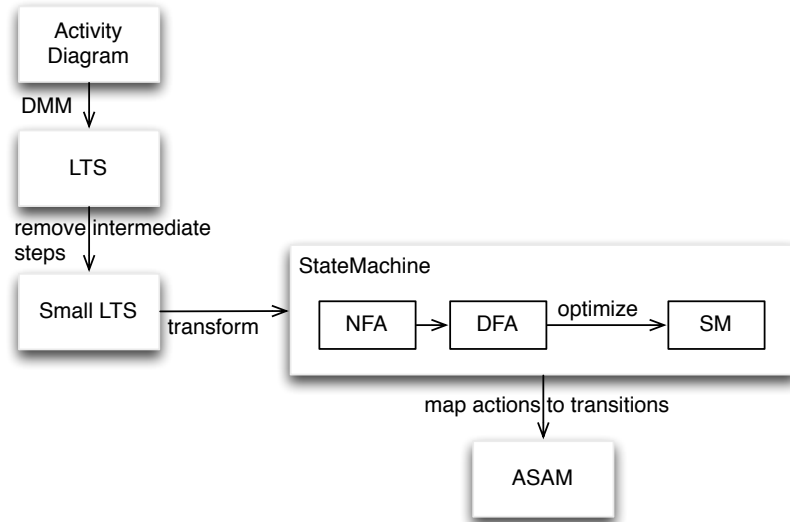 Activity
Diagram
DMM
LTS
remove intermediate
steps
Small LTS
transform
StateMachine
NFA
DFA
optimize
SM
map actions to transitions
ASAM